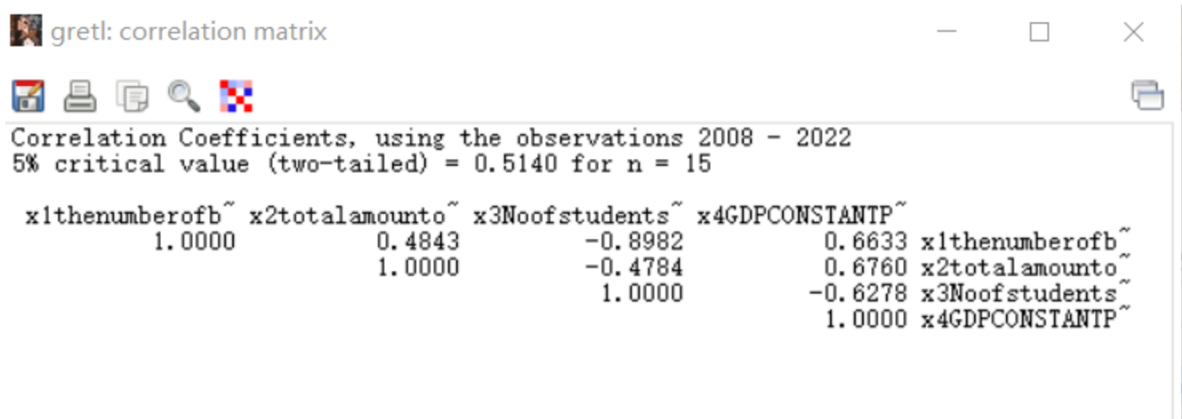 gretl: correlation matrix
Correlation Coefficients, using the observations 2008 - 2022
5% critical value (two-tailed) = 0.5140 for n = 15
x1thenumberofb~ x2totalamounto~ x3Noofstudents~ x4GDPCONSTANTP~
1.0000 0.4843 -0.8982 0.6633 x1thenumberofb~
1.0000 -0.4784 0.6760 x2totalamounto~
1.0000 -0.6278 x3Noofstudents~
1.0000 x4GDPCONSTANTP~